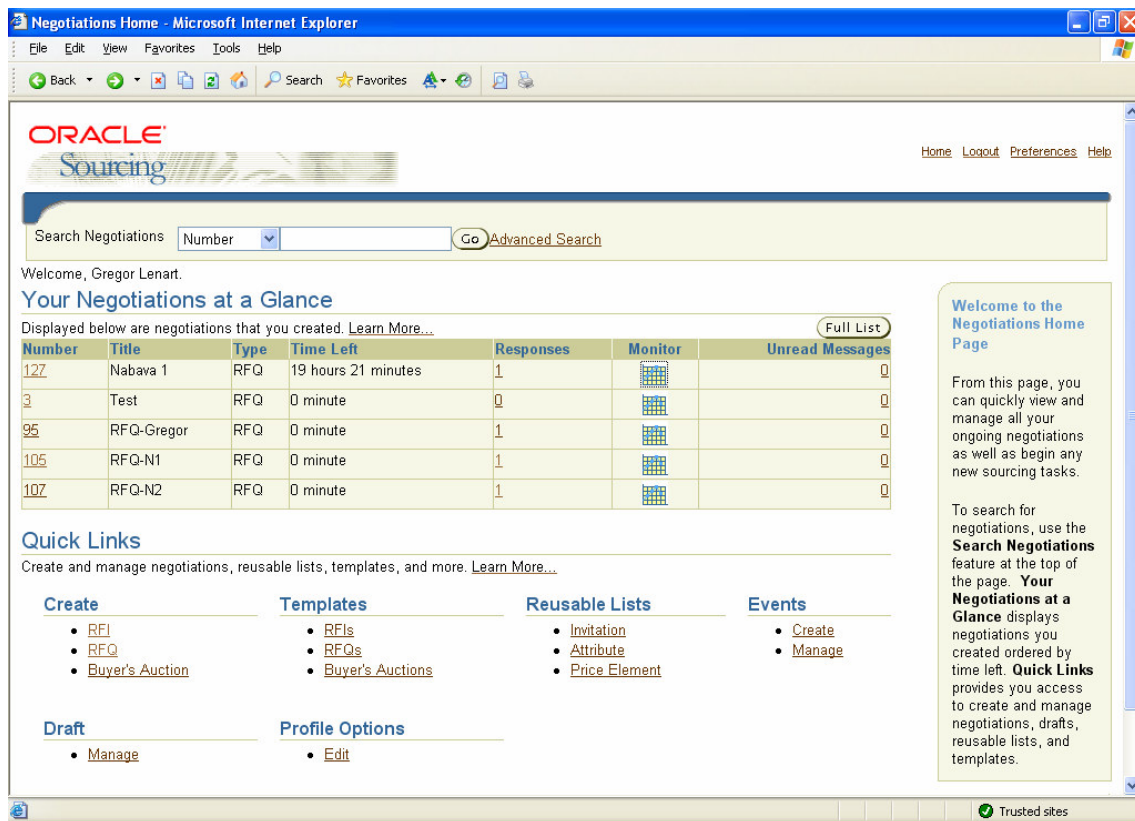 Negotiations Home - Microsoft Internet Explorer
File Edit View Favorites Tools Help
Back Search Favorites
ORACLE
Sourcing
Home Logout Preferences Help
Search Negotiations Number Go Advanced Search
Welcome, Gregor Lenart.
Your Negotiations at a Glance
Displayed below are negotiations that you created. Learn More... Full List
Number Title Type Time Left Responses Monitor Unread Messages
127 Nabava 1 RFQ 19 hours 21 minutes 1 0
3 Test RFQ 0 minute 0 0
95 RFQ-Gregor RFQ 0 minute 1 0
105 RFQ-N1 RFQ 0 minute 1 0
107 RFQ-N2 RFQ 0 minute 1 0
Quick Links
Create and manage negotiations, reusable lists, templates, and more. Learn More...
Create Templates Reusable Lists Events
• RFI • RFIs • Invitation • Create
• RFQ • RFQs • Attribute • Manage
• Buyer's Auction • Buyer's Auctions • Price Element
Draft Profile Options
• Manage • Edit
Welcome to the
Negotiations Home
Page
From this page, you
can quickly view and
manage all your
ongoing negotiations
as well as begin any
new sourcing tasks.
To search for
negotiations, use the
Search Negotiations
feature at the top of
the page. Your
Negotiations at a
Glance displays
negotiations you
created ordered by
time left. Quick Links
provides you access
to create and manage
negotiations, drafts,
reusable lists, and
templates.
Trusted sites